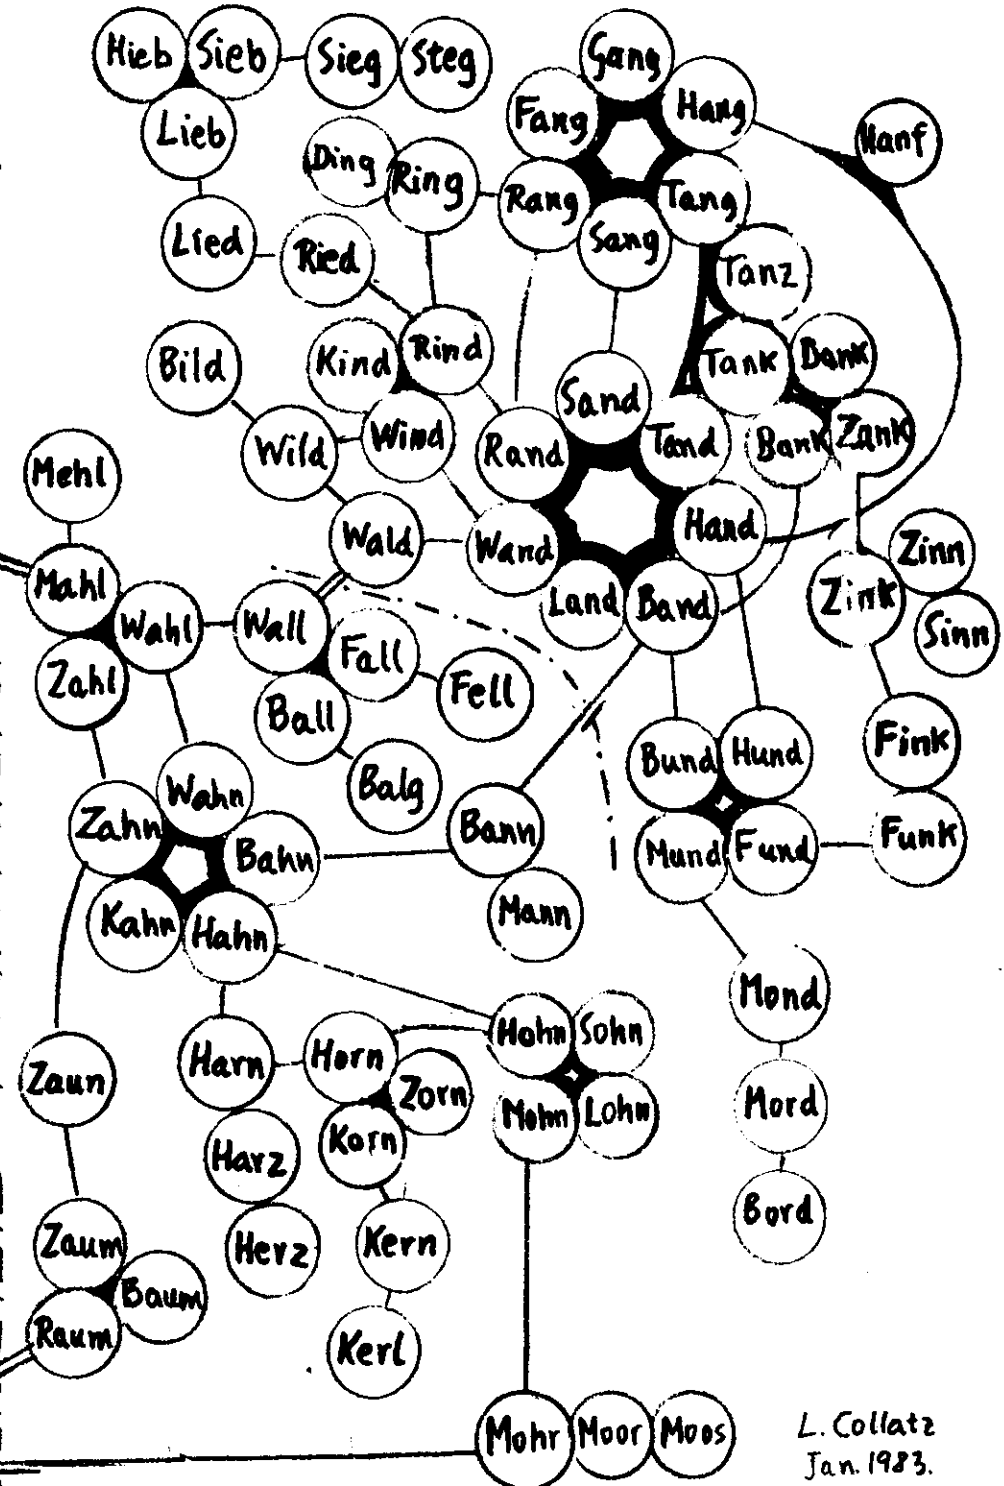 Hieb
Sieb
Sieg
Steg
Lieb
Lied
Ried
Ding
Ring
Gang
Fang
Hang
Rang
Tang
Sang
Hanf
Tanz
Tank
Bank
Bank
Zank
Kind
Rind
Wind
Bild
Wild
Wald
Sand
Rand
Tand
Wand
Hand
Land
Band
Zinn
Zink
Sinn
Fink
Funk
Mehl
Mahl
Wahl
Zahl
Wall
Fall
Ball
Fell
Balg
Bund
Hund
Mund
Fund
Wahn
Zahn
Bahn
Kahn
Hahn
Bann
Mann
Mond
Mord
Bord
Hohn
Sohn
Mohn
Lohn
Harn
Horn
Zorn
Korn
Harz
Herz
Kern
Kerl
Zaun
Zaum
Baum
Raum
Mohr
Moor
Moos
L. Collatz
Jan. 1983.